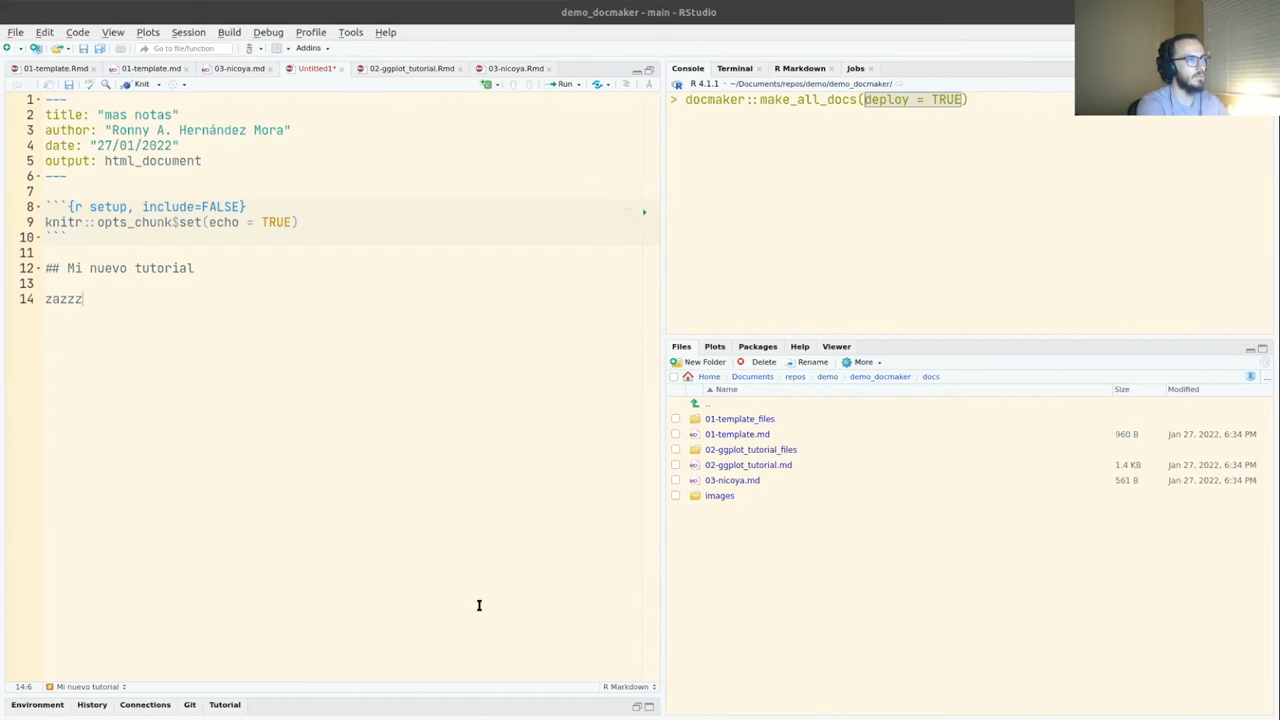 demo_docmaker - main - RStudio
File Edit Code View Plots Session Build Debug Profile Tools Help
Go to file/function Addins
01-template.Rmd 01-template.md 03-nicoya.md Untitled1* 02-ggplot_tutorial.Rmd 03-nicoya.Rmd
Knit Run
1 ---
2 title: "mas notas"
3 author: "Ronny A. Hernández Mora"
4 date: "27/01/2022"
5 output: html_document
6 ---
7
8 ```{r setup, include=FALSE}
9 knitr::opts_chunk$set(echo = TRUE)
10 ```
11
12 ## Mi nuevo tutorial
13
14 zazzz
14:6 Mi nuevo tutorial R Markdown
Environment History Connections Git Tutorial
Console Terminal R Markdown Jobs
R 4.1.1 · ~/Documents/repos/demo/demo_docmaker/
> docmaker::make_all_docs(deploy = TRUE)
Files Plots Packages Help Viewer
New Folder Delete Rename More
Home Documents repos demo demo_docmaker docs
Name Size Modified
..
01-template_files
01-template.md 960 B Jan 27, 2022, 6:34 PM
02-ggplot_tutorial_files
02-ggplot_tutorial.md 1.4 KB Jan 27, 2022, 6:34 PM
03-nicoya.md 561 B Jan 27, 2022, 6:34 PM
images